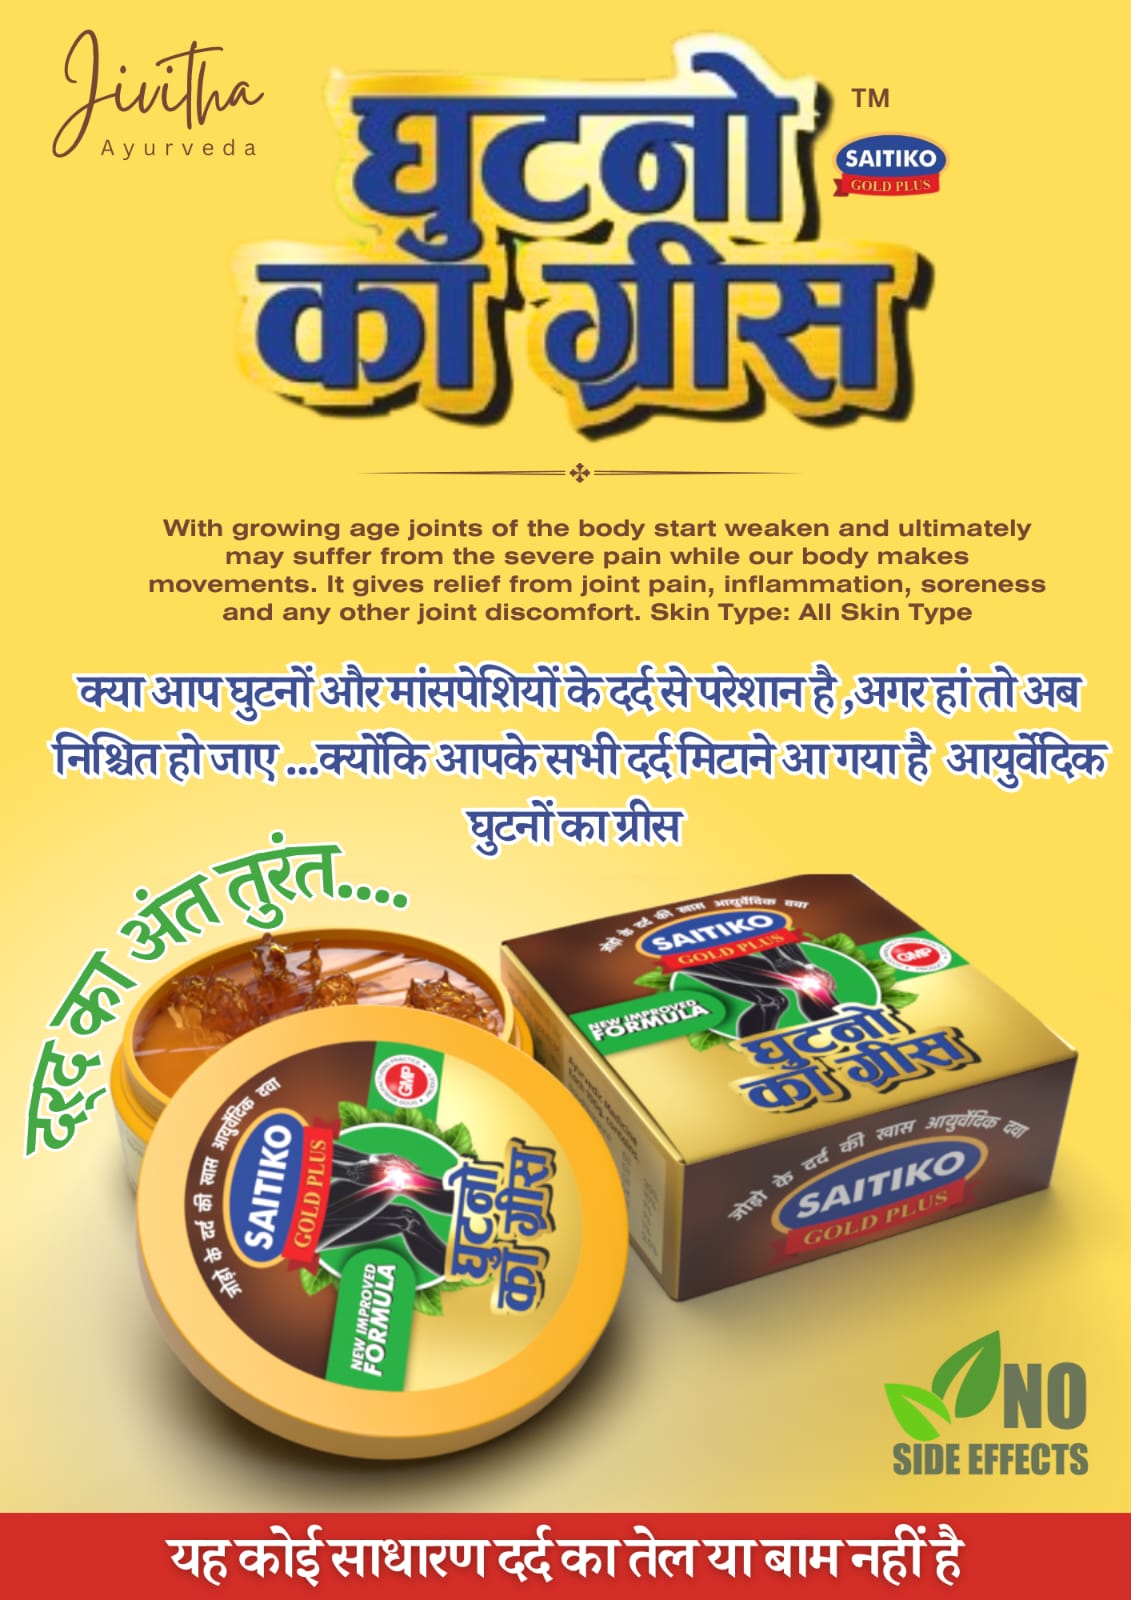 Jivitha
Ayurveda
घुटनो
का ग्रीस
TM
SAITIKO
GOLD PLUS
With growing age joints of the body start weaken and ultimately
may suffer from the severe pain while our body makes
movements. It gives relief from joint pain, inflammation, soreness
and any other joint discomfort. Skin Type: All Skin Type
क्या आप घुटनों और मांसपेशियों के दर्द से परेशान है ,अगर हां तो अब
निश्चित हो जाए ...क्योंकि आपके सभी दर्द मिटाने आ गया है आयुर्वेदिक
घुटनों का ग्रीस
दर्द का अंत तुरंत....
जोड़ो के दर्द की खास आयुर्वेदिक दवा
SAITIKO
GOLD PLUS
GMP
NEW IMPROVED
FORMULA
घुटनो
का ग्रीस
Ayurvedic Medicine
जोड़ो के दर्द की खास आयुर्वेदिक दवा
SAITIKO
GOLD PLUS
जोड़ो के दर्द की खास आयुर्वेदिक दवा
SAITIKO
GOLD PLUS
GMP
NEW IMPROVED
FORMULA
घुटनो
का ग्रीस
NO
SIDE EFFECTS
यह कोई साधारण दर्द का तेल या बाम नहीं है